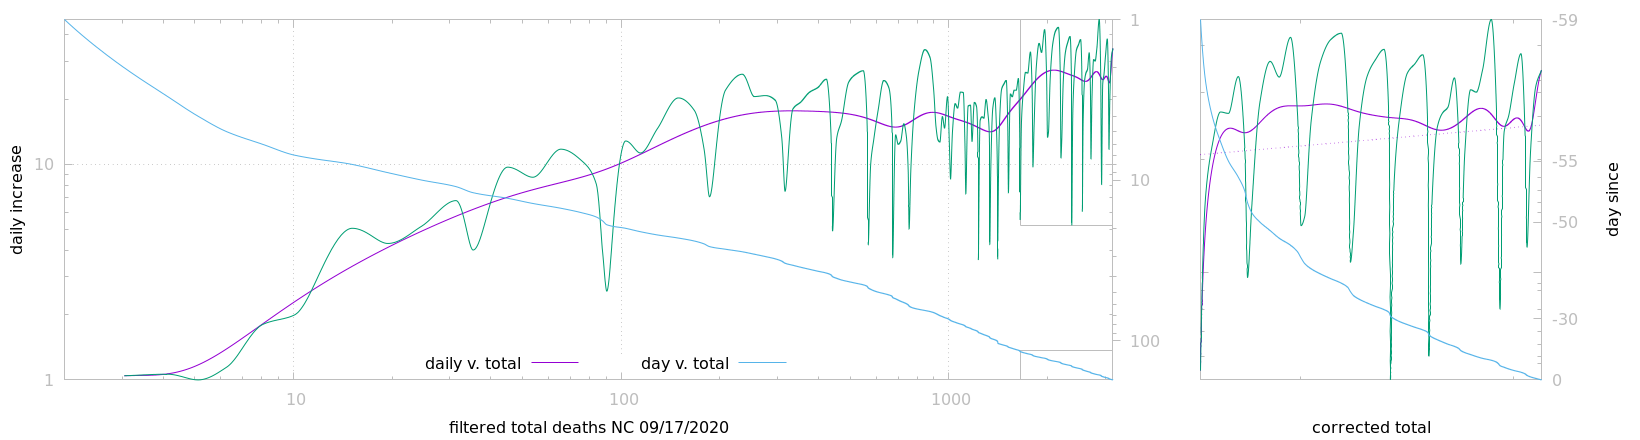 1 -59
daily increase
10
10 -55
-50
day since
-30
100
daily v. total day v. total
1 0
10 100 1000
filtered total deaths NC 09/17/2020 corrected total